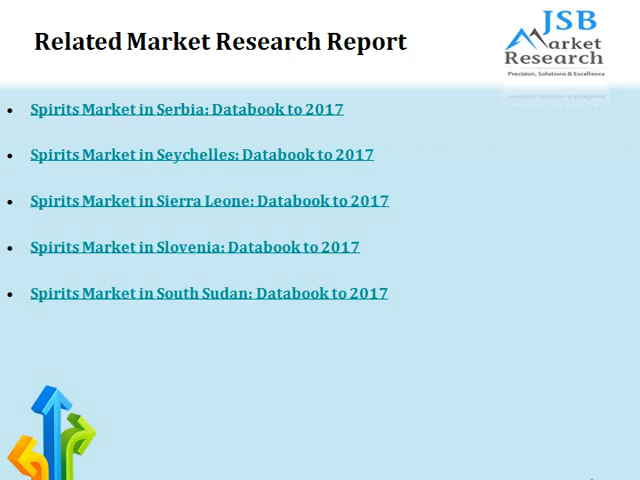 Related Market Research Report
JSB
Market
Research
Precision, Solutions & Excellence
• Spirits Market in Serbia: Databook to 2017
• Spirits Market in Seychelles: Databook to 2017
• Spirits Market in Sierra Leone: Databook to 2017
• Spirits Market in Slovenia: Databook to 2017
• Spirits Market in South Sudan: Databook to 2017